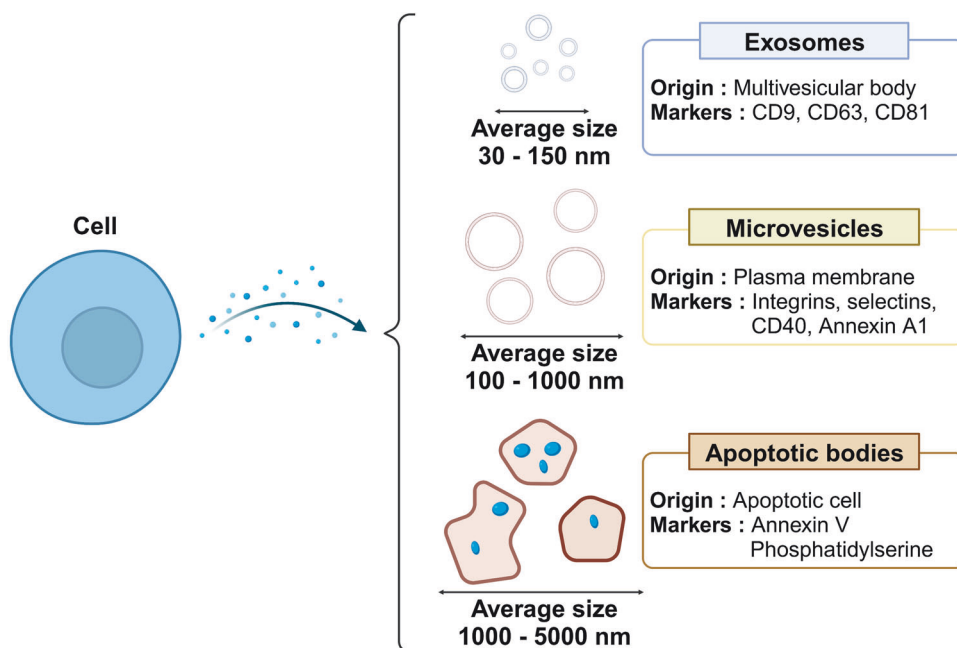 Cell
Average size
30 - 150 nm
Exosomes
Origin : Multivesicular body
Markers : CD9, CD63, CD81
Average size
100 - 1000 nm
Microvesicles
Origin : Plasma membrane
Markers : Integrins, selectins,
CD40, Annexin A1
Average size
1000 - 5000 nm
Apoptotic bodies
Origin : Apoptotic cell
Markers : Annexin V
Phosphatidylserine